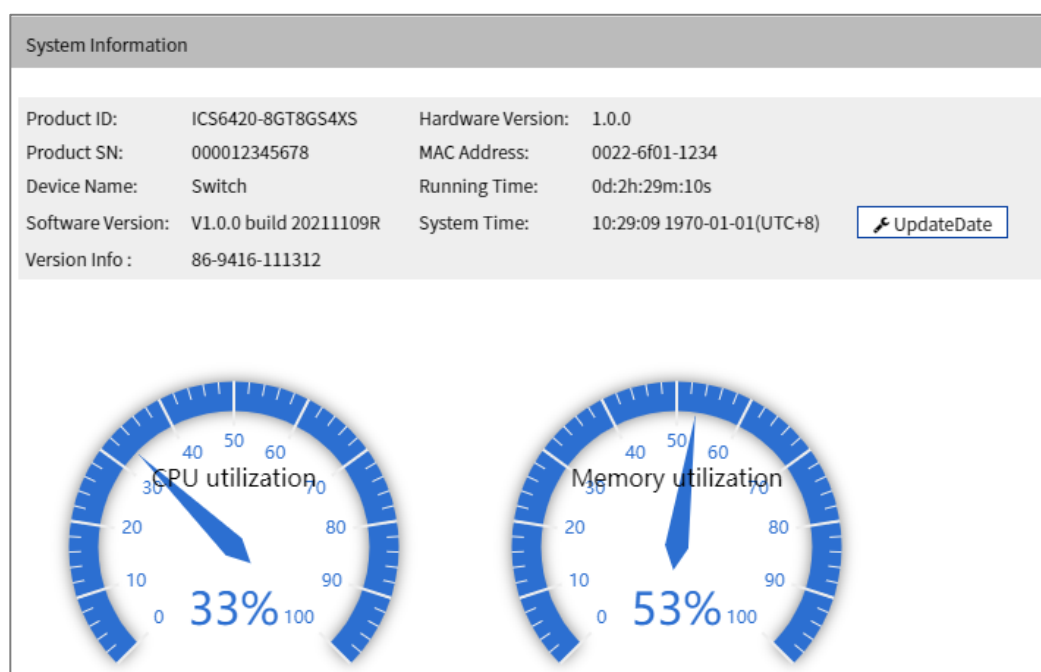 System Information
Product ID: ICS6420-8GT8GS4XS Hardware Version: 1.0.0
Product SN: 000012345678 MAC Address: 0022-6f01-1234
Device Name: Switch Running Time: 0d:2h:29m:10s
Software Version: V1.0.0 build 20211109R System Time: 10:29:09 1970-01-01(UTC+8) UpdateDate
Version Info : 86-9416-111312
40 50 60
CPU utilization
30 70
20 80
10 90
0 33% 100
40 50 60
Memory utilization
30 70
20 80
10 90
0 53% 100